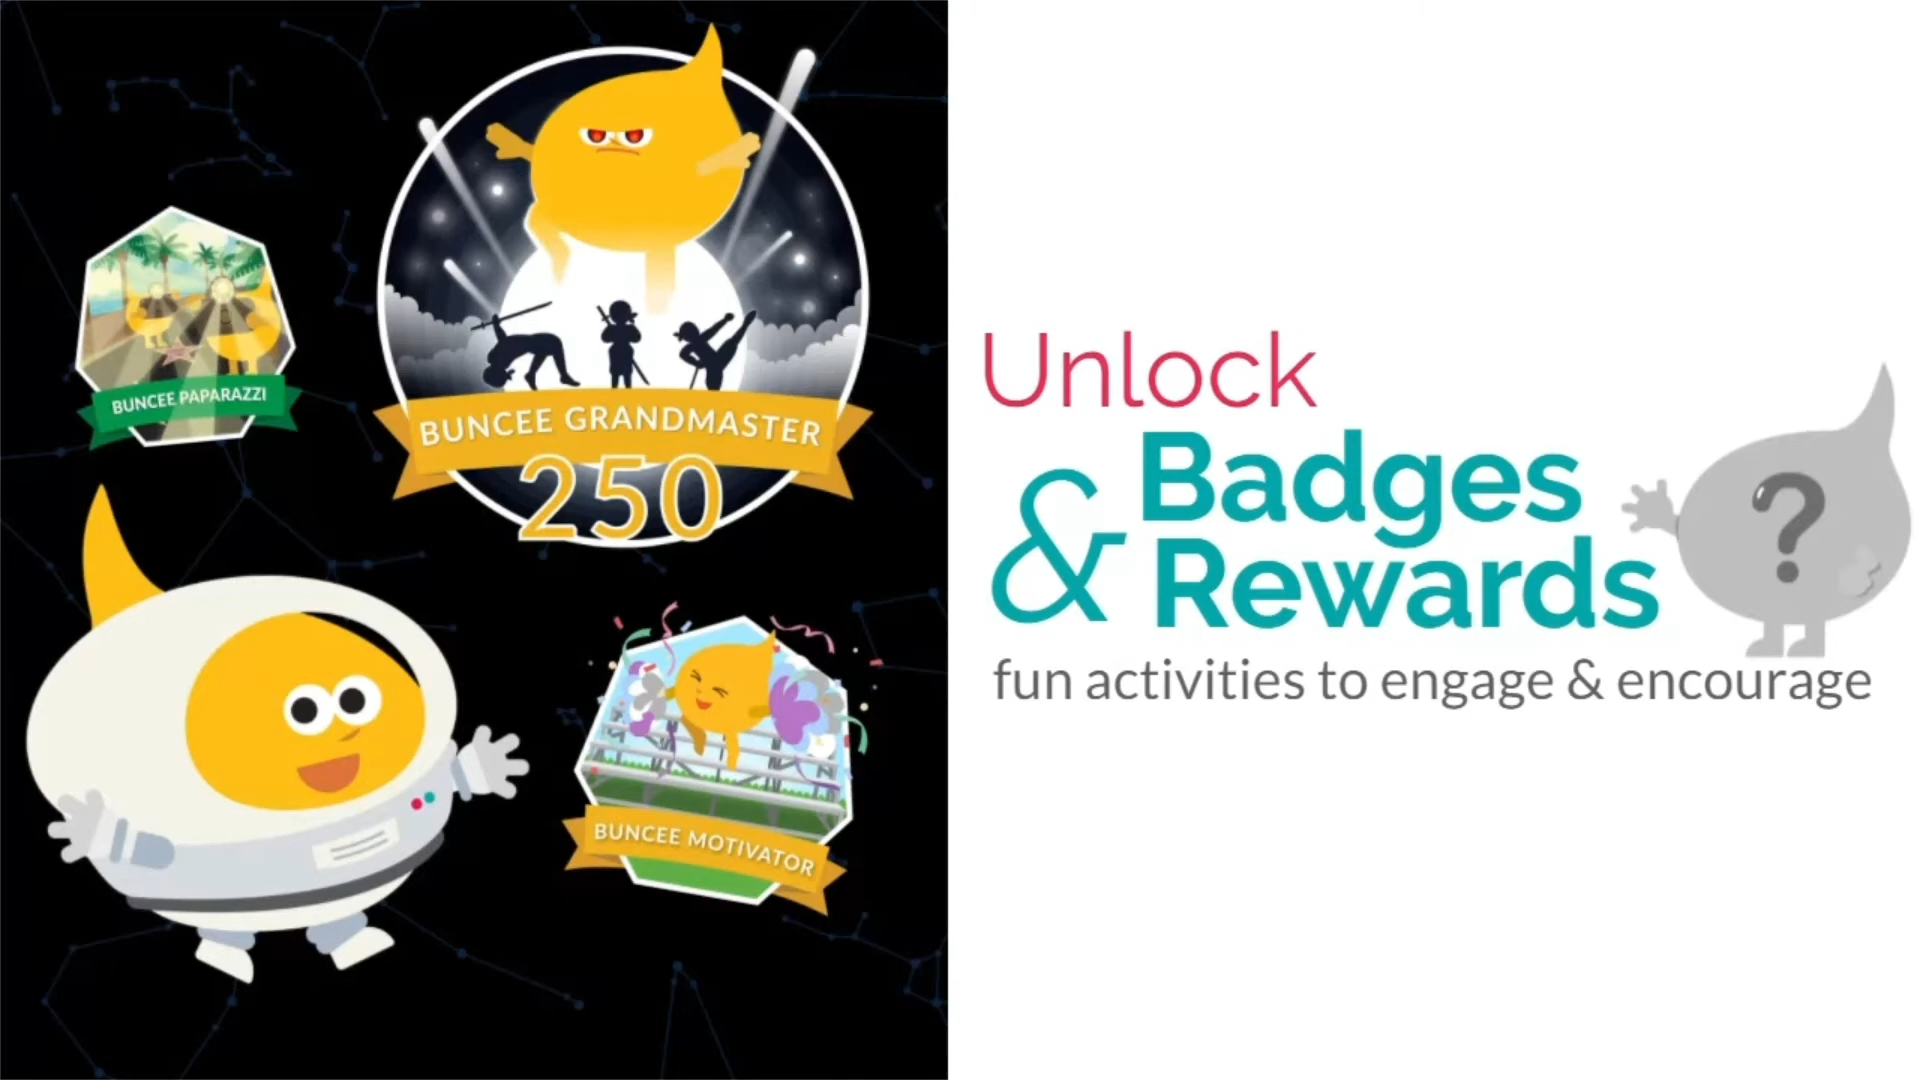 BUNCEE GRANDMASTER
250
BUNCEE PAPARAZZI
BUNCEE MOTIVATOR
Unlock
& Badges
Rewards
?
fun activities to engage & encourage